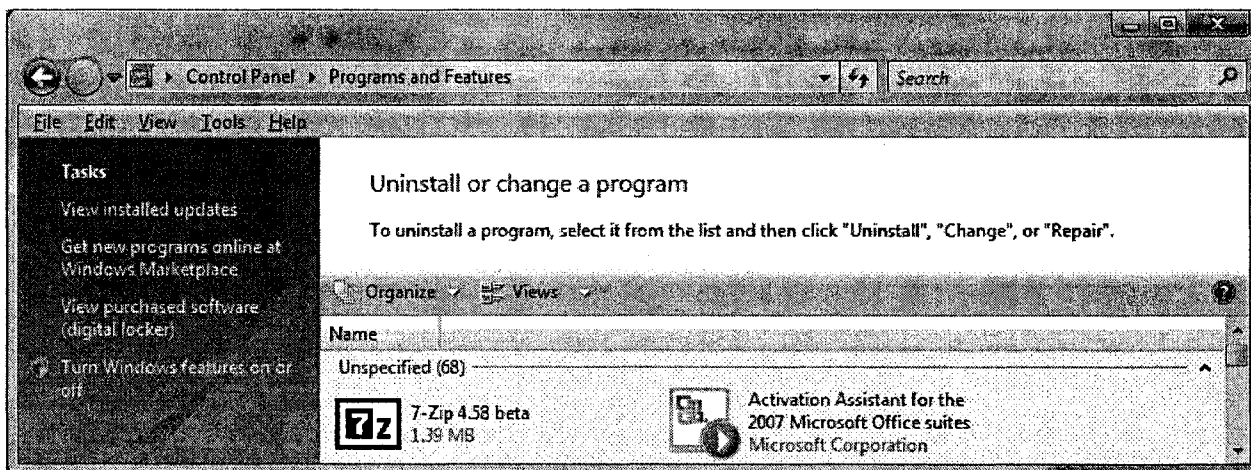 Control Panel ▸ Programs and Features
Search
File Edit View Tools Help
Tasks
View installed updates
Get new programs online at
Windows Marketplace
View purchased software
(digital locker)
Turn Windows features on or
off
Uninstall or change a program
To uninstall a program, select it from the list and then click "Uninstall", "Change", or "Repair".
Organize Views
Name
Unspecified (68)
7z
7-Zip 4.58 beta
1.39 MB
Activation Assistant for the
2007 Microsoft Office suites
Microsoft Corporation